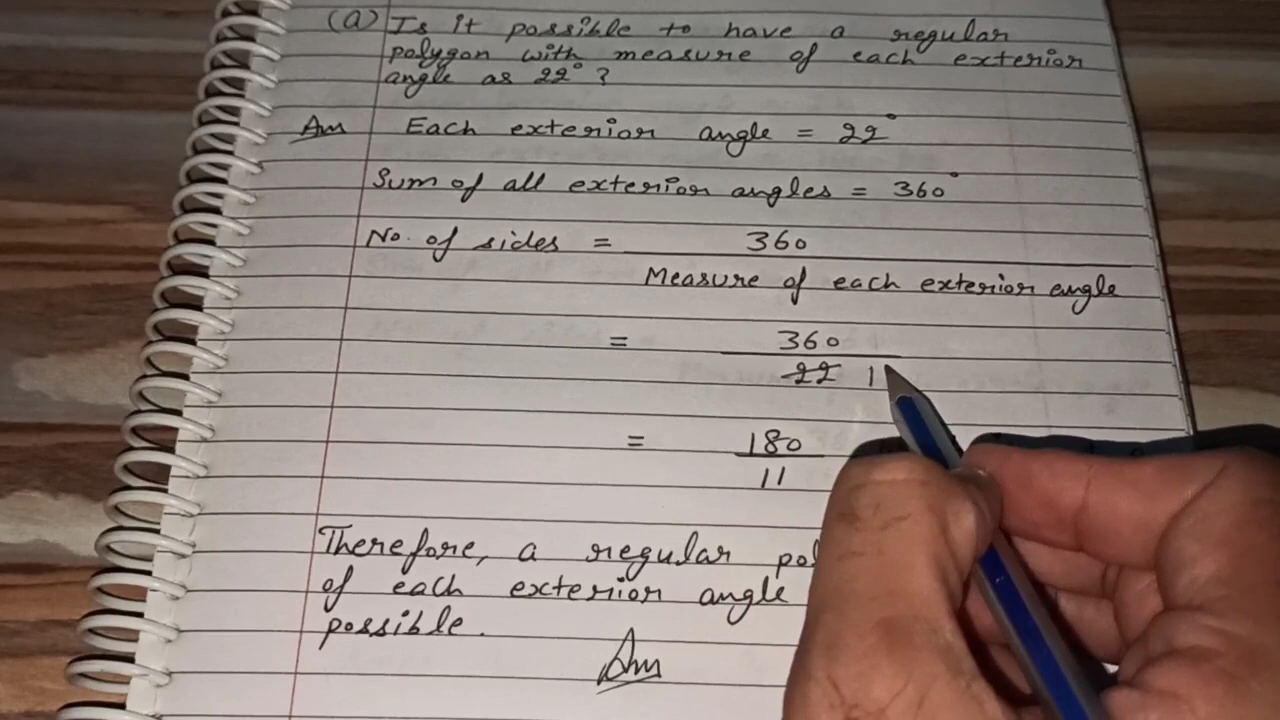 (a) Is it possible to have a regular
polygon with measure of each exterior
angle as 22° ?
Ans Each exterior angle = 22°
Sum of all exterior angles = 360°
No. of sides = 360
Measure of each exterior angle
= 360
22 1
= 180
11
Therefore, a regular pol
of each exterior angle
possible.
Ans